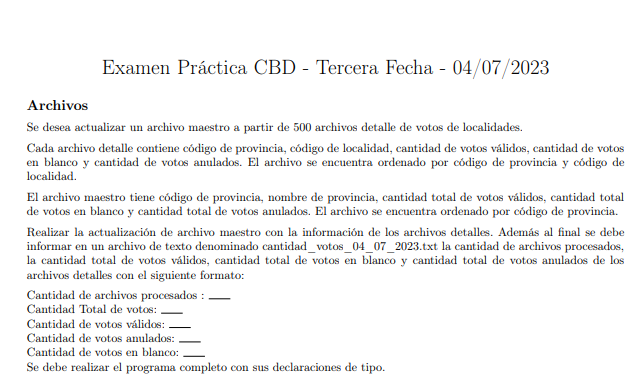 Examen Práctica CBD - Tercera Fecha - 04/07/2023
Archivos
Se desea actualizar un archivo maestro a partir de 500 archivos detalle de votos de localidades.
Cada archivo detalle contiene código de provincia, código de localidad, cantidad de votos válidos, cantidad de votos
en blanco y cantidad de votos anulados. El archivo se encuentra ordenado por código de provincia y código de
localidad.
El archivo maestro tiene código de provincia, nombre de provincia, cantidad total de votos válidos, cantidad total
de votos en blanco y cantidad total de votos anulados. El archivo se encuentra ordenado por código de provincia.
Realizar la actualización de archivo maestro con la información de los archivos detalles. Además al final se debe
informar en un archivo de texto denominado cantidad_votos_04_07_2023.txt la cantidad de archivos procesados,
la cantidad total de votos válidos, cantidad total de votos en blanco y cantidad total de votos anulados de los
archivos detalles con el siguiente formato:
Cantidad de archivos procesados : ___
Cantidad Total de votos: ___
Cantidad de votos válidos: ___
Cantidad de votos anulados: ___
Cantidad de votos en blanco: ___
Se debe realizar el programa completo con sus declaraciones de tipo.